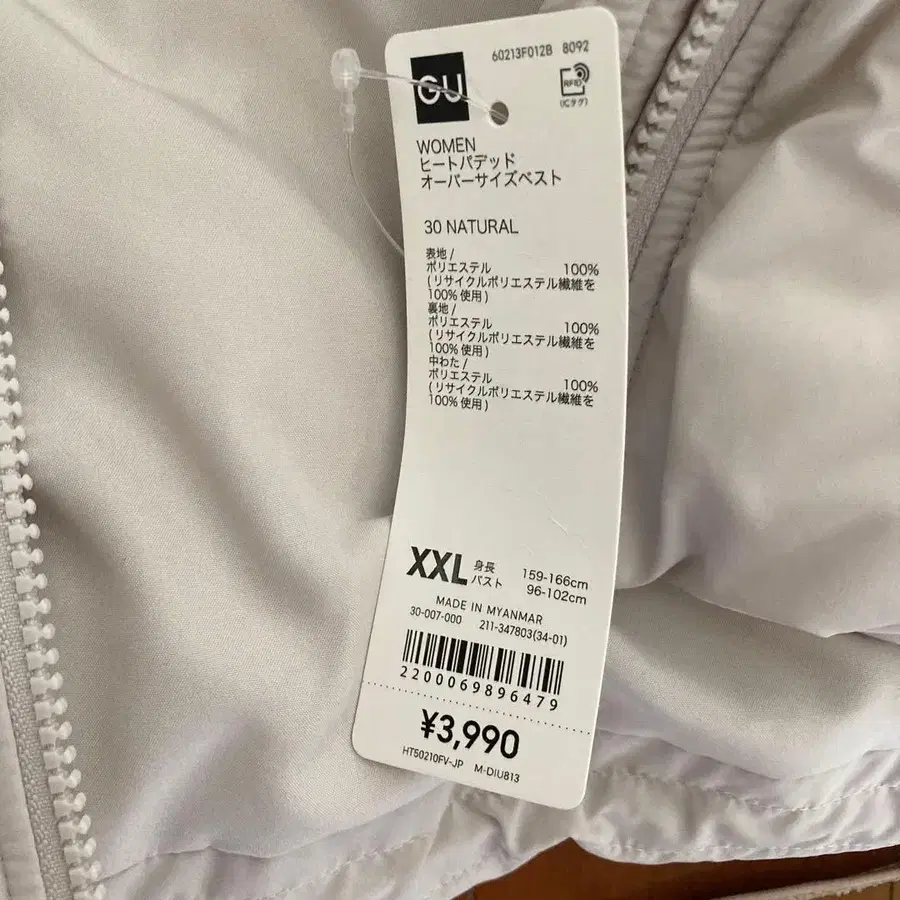 GU
60213F012B 8092
RFID
(ICタグ)
WOMEN
ヒートパデッド
オーバーサイズベスト
30 NATURAL
表地/
ポリエステル 100%
(リサイクルポリエステル繊維を
100%使用)
裏地/
ポリエステル 100%
(リサイクルポリエステル繊維を
100%使用)
中わた/
ポリエステル 100%
(リサイクルポリエステル繊維を
100%使用)
XXL 身長 159-166cm
バスト 96-102cm
MADE IN MYANMAR
30-007-000 211-347803(34-01)
2200069896479
¥3,990
HT50210FV-JP M-DIU813